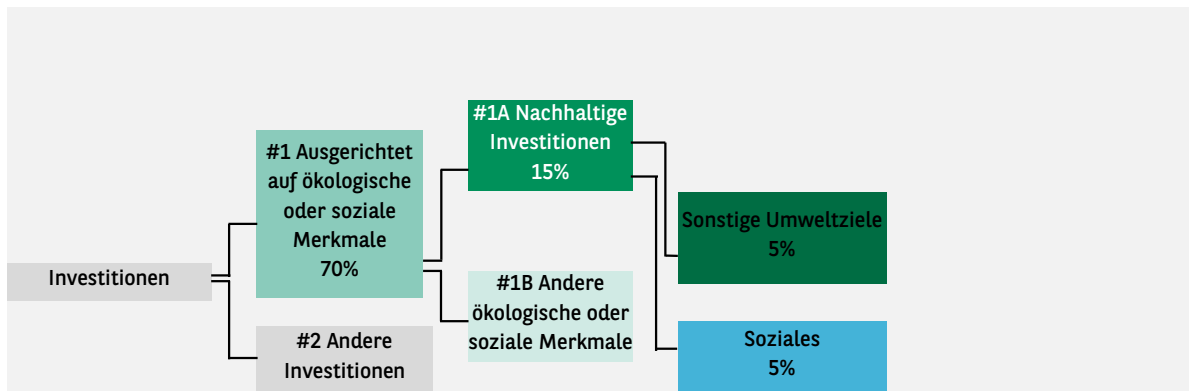 Investitionen
#1 Ausgerichtet
auf ökologische
oder soziale
Merkmale
70%
#2 Andere
Investitionen
#1A Nachhaltige
Investitionen
15%
#1B Andere
ökologische oder
soziale Merkmale
Sonstige Umweltziele
5%
Soziales
5%